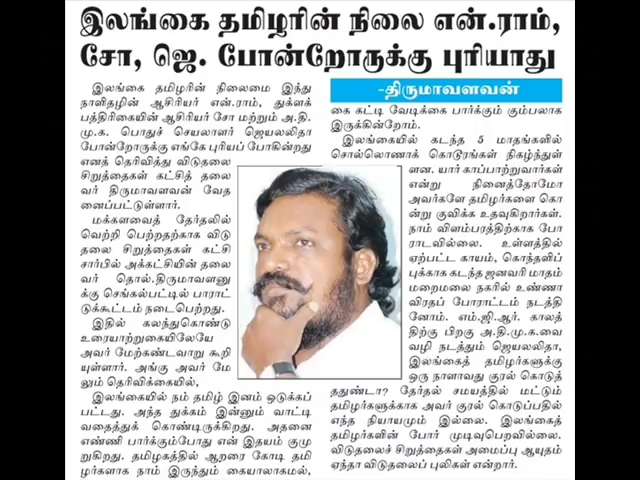 இலங்கை தமிழரின் நிலை என்.ராம்,
சோ, ஜெ. போன்றோருக்கு புரியாது
-திருமாவளவன்
இலங்கை தமிழரின் நிலைமை இந்து
நாளிதழின் ஆசிரியர் என்.ராம், துக்ளக்
பத்திரிகையின் ஆசிரியர் சோ மற்றும் அ.தி.
மு.க. பொதுச் செயலாளர் ஜெயலலிதா
போன்றோருக்கு எங்கே புரியப் போகின்றது
எனத் தெரிவித்து விடுதலை
சிறுத்தைகள் கட்சித் தலை
வர் திருமாவளவன் வேத
னைப்பட்டுள்ளார்.
மக்களவைத் தேர்தலில்
வெற்றி பெற்றதற்காக விடு
தலை சிறுத்தைகள் கட்சி
சார்பில் அக்கட்சியின் தலை
வர் தொல்.திருமாவளனு
க்கு செங்கல்பட்டில் பாராட்
டுக்கூட்டம் நடைபெற்றது.
இதில் கலந்துகொண்டு
உரையாற்றுகையிலேயே
அவர் மேற்கண்டவாறு கூறி
யுள்ளார். அங்கு அவர் மே
லும் தெரிவிக்கையில்,
இலங்கையில் நம் தமிழ் இனம் ஒடுக்கப்
பட்டது. அந்த துக்கம் இன்னும் வாட்டி
வதைத்துக் கொண்டிருக்கிறது. அதனை
எண்ணி பார்க்கும்போது என் இதயம் குமு
றுகிறது. தமிழகத்தில் ஆறரை கோடி தமி
ழர்களாக நாம் இருந்தும் கையாலாகாமல்,
கை கட்டி வேடிக்கை பார்க்கும் கும்பலாக
இருக்கின்றோம்.
இலங்கையில் கடந்த 5 மாதங்களில்
சொல்லொணாக் கொடூரங்கள் நிகழ்ந்துள்
ளன. யார் காப்பாற்றுவார்கள்
என்று நினைத்தோமோ
அவர்களே தமிழர்களை கொ
ன்று குவிக்க உதவுகிறார்கள்.
நாம் விளம்பரத்திற்காக போ
ராடவில்லை. உள்ளத்தில்
ஏற்பட்ட காயம், கொந்தளிப்
புக்காக கடந்த ஜனவரி மாதம்
மறைமலை நகரில் உண்ணா
விரதப் போராட்டம் நடத்தி
னோம். எம்.ஜி.ஆர். காலத்
திற்கு பிறகு அ.தி.மு.க.வை
வழி நடத்தும் ஜெயலலிதா,
இலங்கைத் தமிழர்களுக்கு
ஒரு நாளாவது குரல் கொடுத்
ததுண்டா? தேர்தல் சமயத்தில் மட்டும்
தமிழர்களுக்காக அவர் குரல் கொடுப்பதில்
எந்த நியாயமும் இல்லை. இலங்கைத்
தமிழர்களின் போர் முடிவுபெறவில்லை.
விடுதலைச் சிறுத்தைகள் அமைப்பு ஆயுதம்
ஏந்தா விடுதலைப் புலிகள் என்றார்.